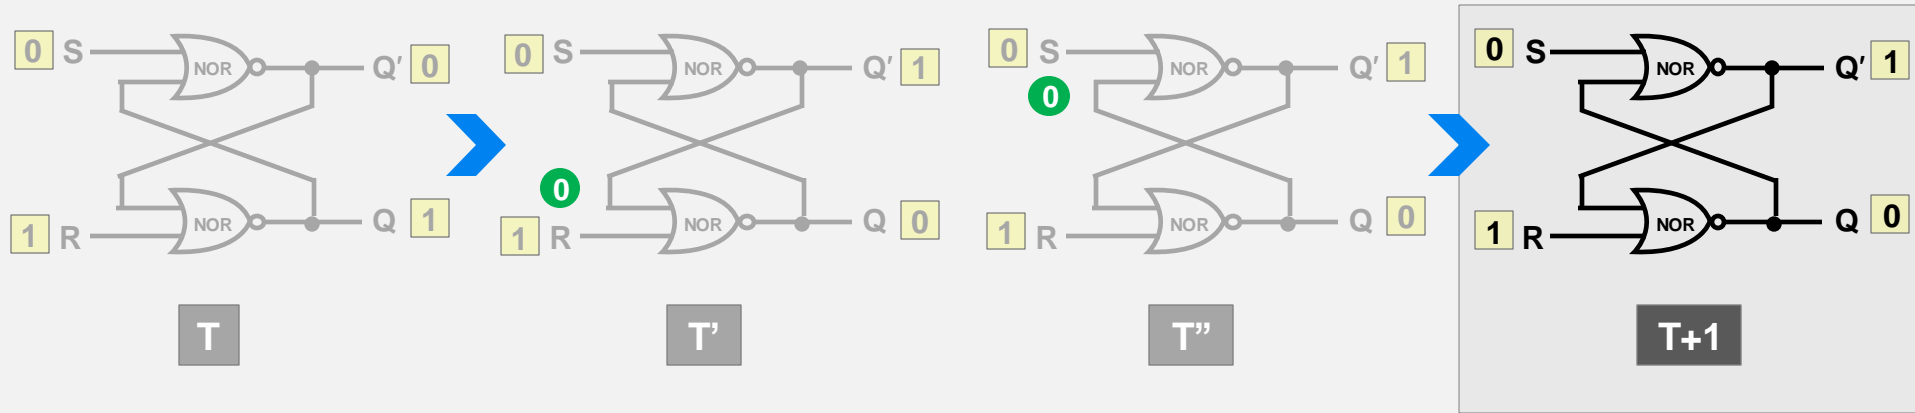 0 S NOR Q′ 0
1 R NOR Q 1
T
0 S NOR Q′ 1
0
1 R NOR Q 0
T’
0 S NOR Q′ 1
0
1 R NOR Q 0
T”
0 S NOR Q′ 1
1 R NOR Q 0
T+1